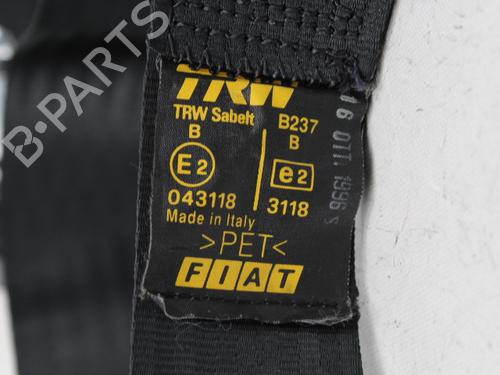 TRW
TRW Sabelt B237
B B
E2 e2
043118 3118
Made in Italy
>PET<
FIAT
16 OTT. 1996
B-PARTS